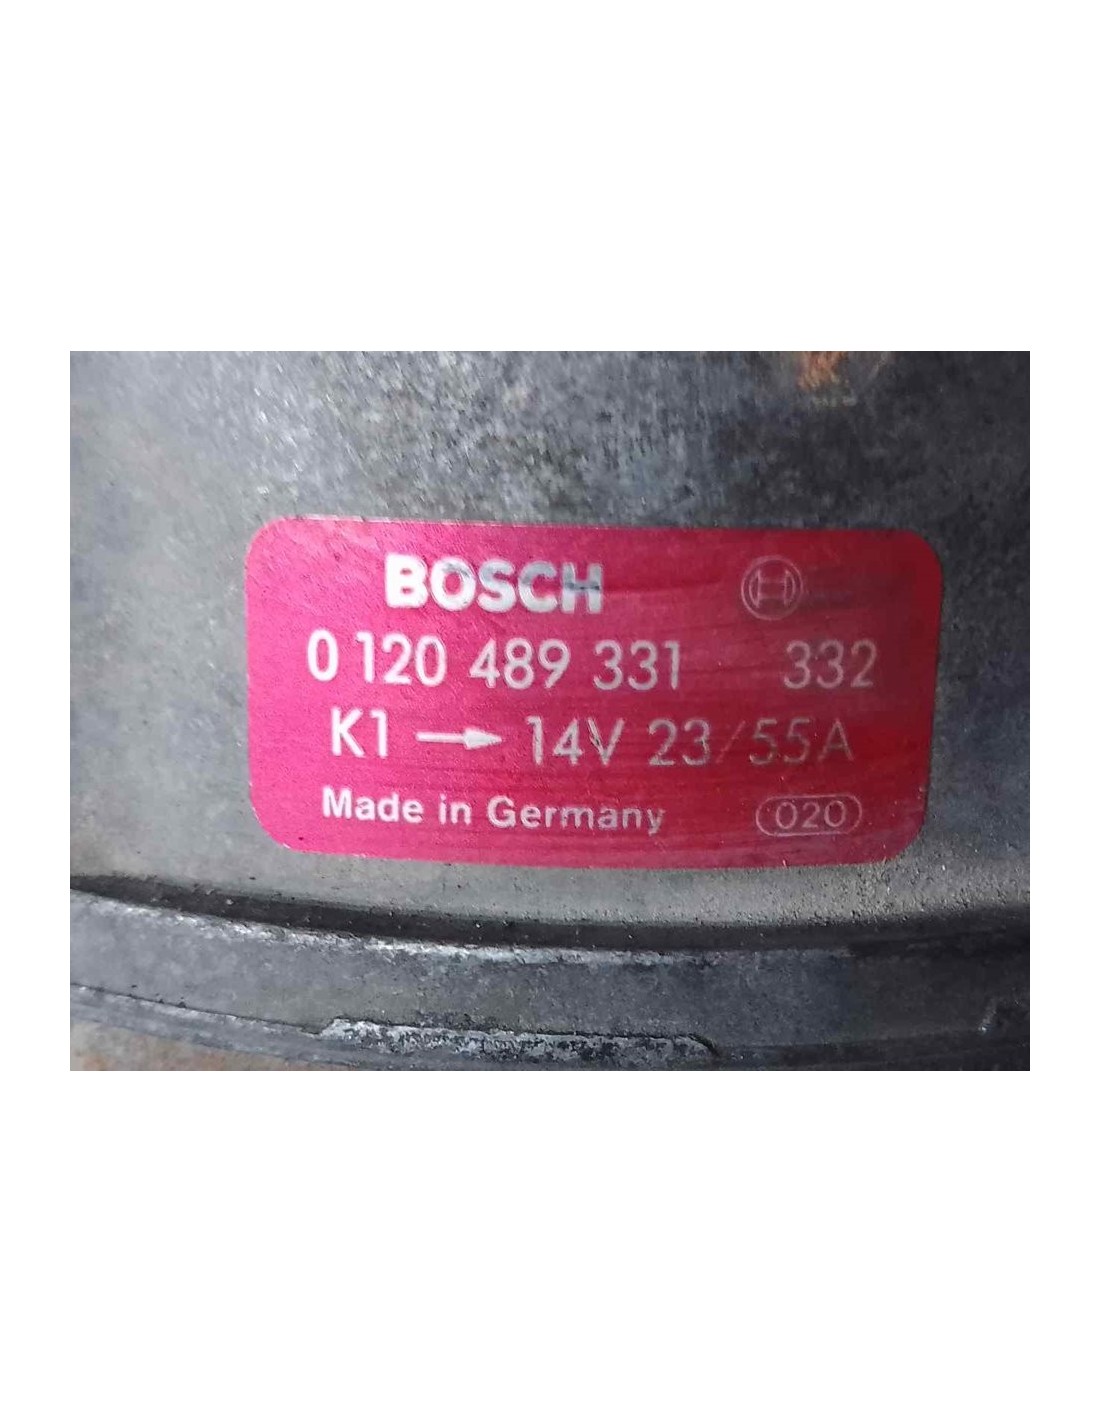 BOSCH
0 120 489 331 332
K1 → 14V 23/55A
Made in Germany 020